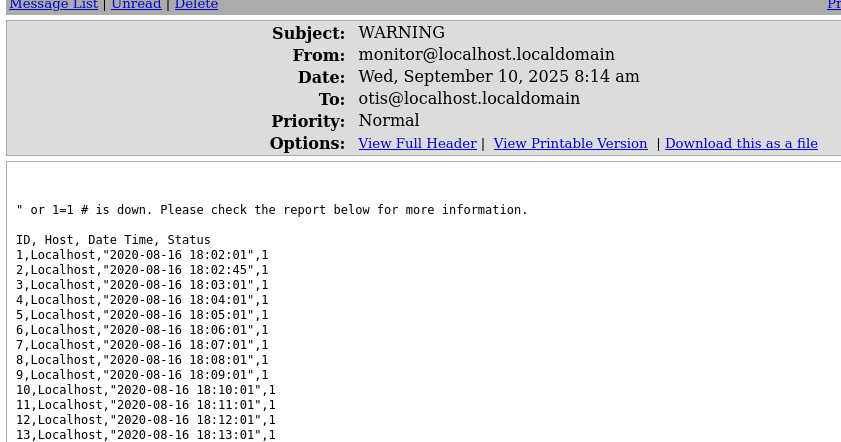 Message List | Unread | Delete
Subject: WARNING
From: monitor@localhost.localdomain
Date: Wed, September 10, 2025 8:14 am
To: otis@localhost.localdomain
Priority: Normal
Options: View Full Header | View Printable Version | Download this as a file
" or 1=1 # is down. Please check the report below for more information.
ID, Host, Date Time, Status
1,Localhost,"2020-08-16 18:02:01",1
2,Localhost,"2020-08-16 18:02:45",1
3,Localhost,"2020-08-16 18:03:01",1
4,Localhost,"2020-08-16 18:04:01",1
5,Localhost,"2020-08-16 18:05:01",1
6,Localhost,"2020-08-16 18:06:01",1
7,Localhost,"2020-08-16 18:07:01",1
8,Localhost,"2020-08-16 18:08:01",1
9,Localhost,"2020-08-16 18:09:01",1
10,Localhost,"2020-08-16 18:10:01",1
11,Localhost,"2020-08-16 18:11:01",1
12,Localhost,"2020-08-16 18:12:01",1
13,Localhost,"2020-08-16 18:13:01",1